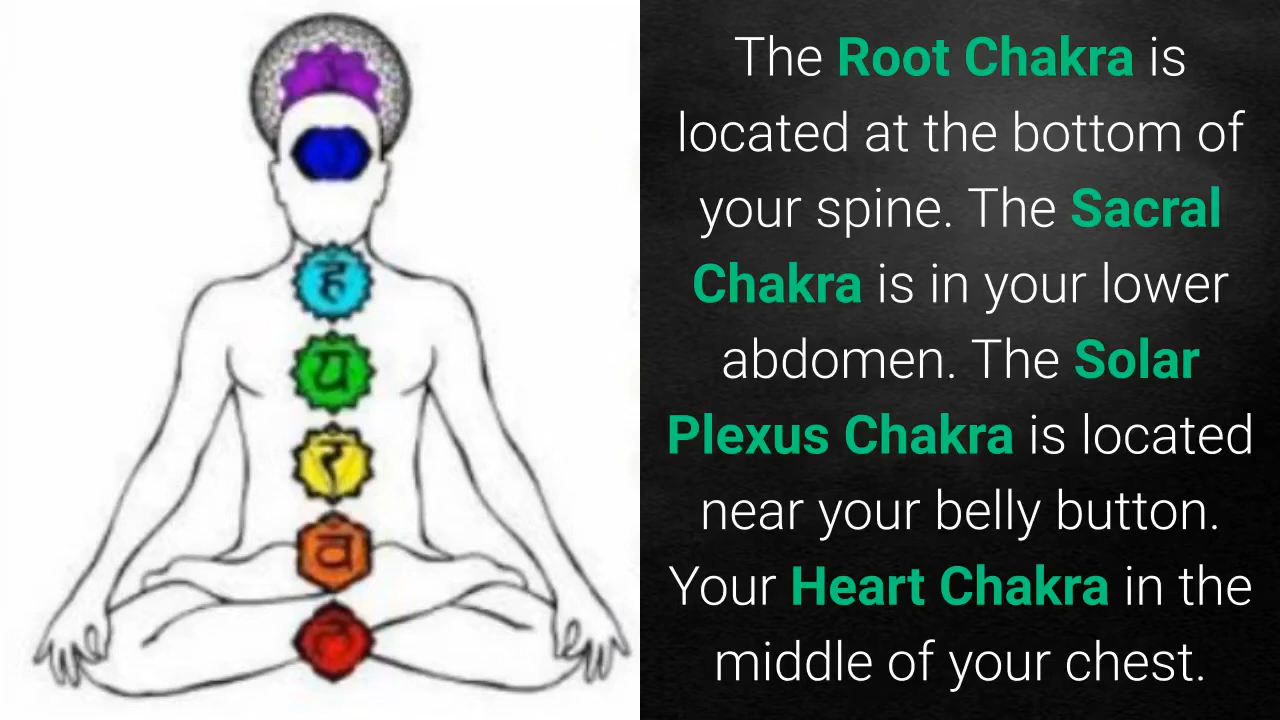 ह
य
र
व
The Root Chakra is
located at the bottom of
your spine. The Sacral
Chakra is in your lower
abdomen. The Solar
Plexus Chakra is located
near your belly button.
Your Heart Chakra in the
middle of your chest.